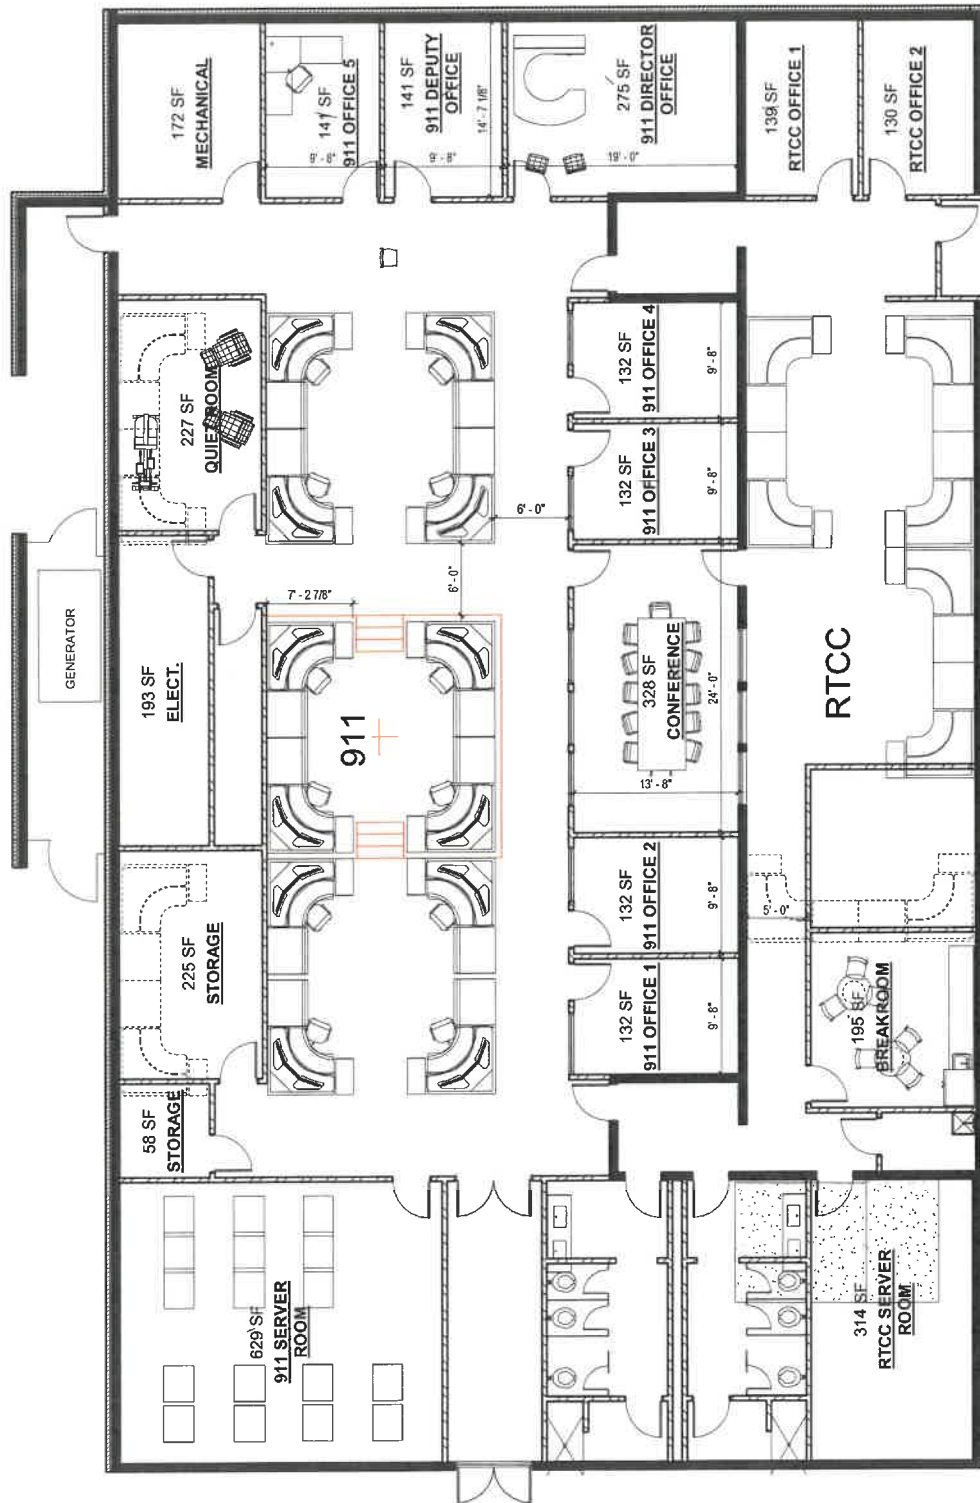 172 SF
MECHANICAL
141 SF
911 OFFICE 5
9' - 8"
141 SF
911 DEPUTY
OFFICE
9' - 8"
14' - 7 1/8"
275 SF
911 DIRECTOR
OFFICE
19' - 0"
139 SF
RTCC OFFICE 1
130 SF
RTCC OFFICE 2
227 SF
QUIET ROOM
132 SF
911 OFFICE 4
9' - 8"
132 SF
911 OFFICE 3
9' - 8"
6' - 0"
6' - 0"
7' - 2 7/8"
GENERATOR
193 SF
ELECT.
911
328 SF
CONFERENCE
24' - 0"
13' - 8"
RTCC
225 SF
STORAGE
132 SF
911 OFFICE 2
9' - 8"
132 SF
911 OFFICE 1
9' - 8"
5' - 0"
58 SF
STORAGE
195 SF
BREAKROOM
629 SF
911 SERVER
ROOM
314 SF
RTCC SERVER
ROOM